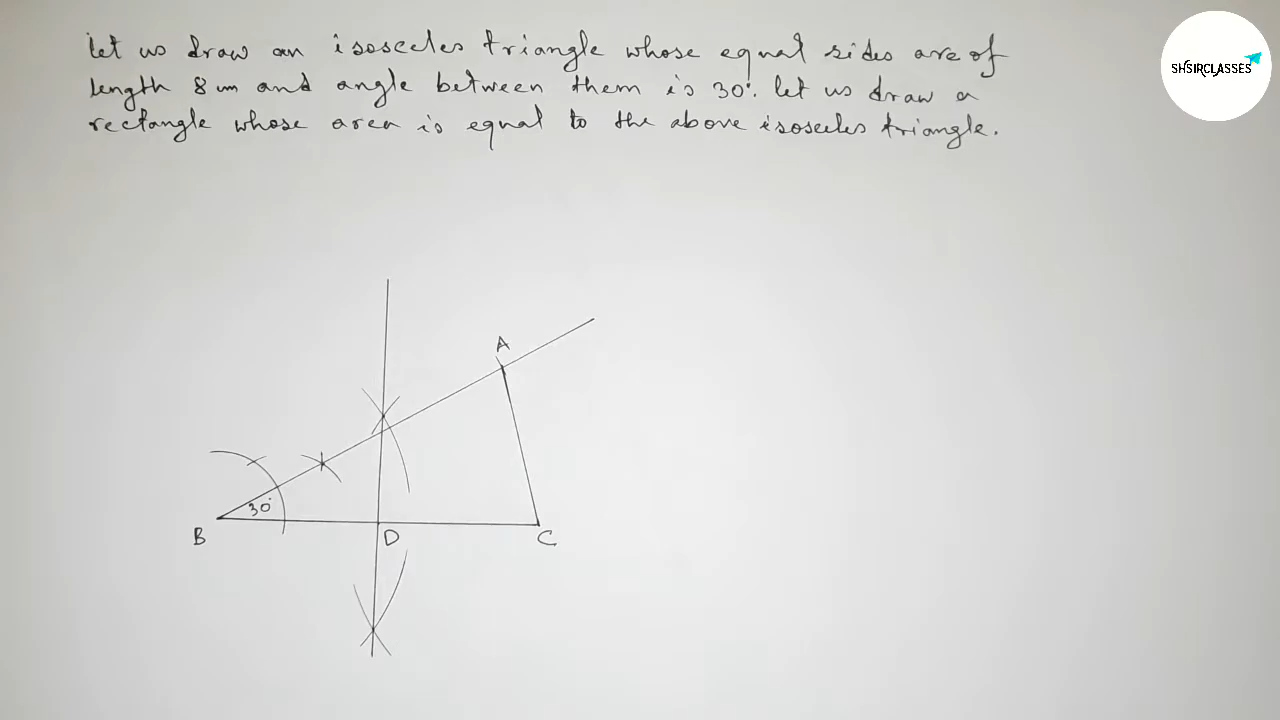 let us draw an isosceles triangle whose equal sides are of
length 8 cm and angle between them is 30°. let us draw a
rectangle whose area is equal to the above isosceles triangle.
SHSIRCLASSES
A
30°
B
D
C